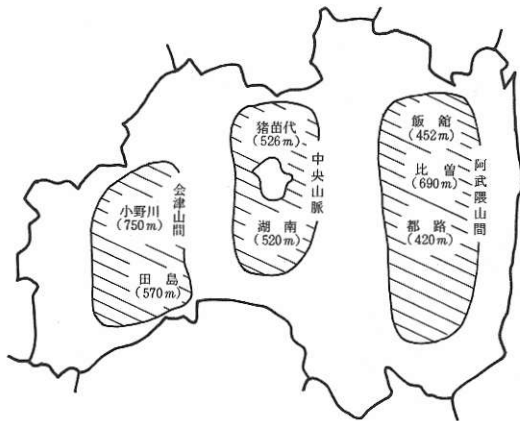 会津山間
小野川
(750m)
田島
(570m)
猪苗代
(526m)
湖南
(520m)
中央山脈
飯舘
(452m)
比曽
(690m)
都路
(420m)
阿武隈山間